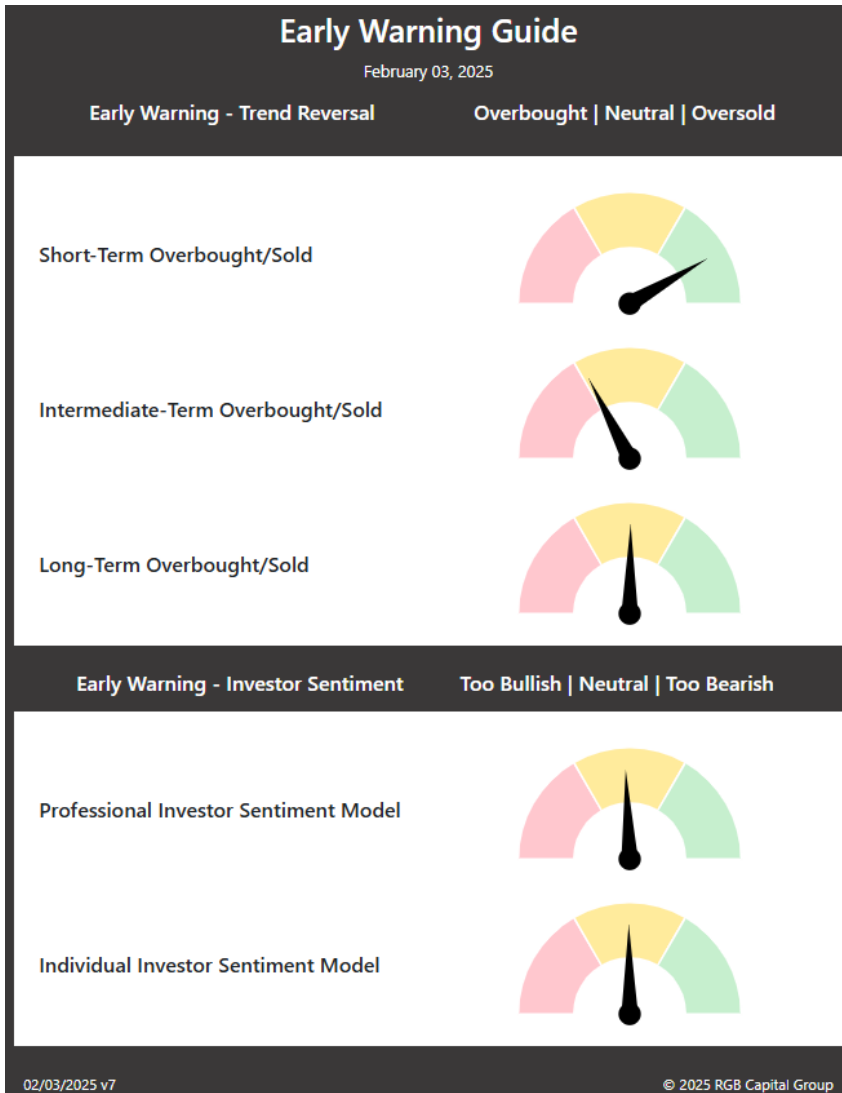 Early Warning Guide
February 03, 2025
Early Warning - Trend Reversal Overbought | Neutral | Oversold
Short-Term Overbought/Sold
Intermediate-Term Overbought/Sold
Long-Term Overbought/Sold
Early Warning - Investor Sentiment Too Bullish | Neutral | Too Bearish
Professional Investor Sentiment Model
Individual Investor Sentiment Model
02/03/2025 v7 © 2025 RGB Capital Group